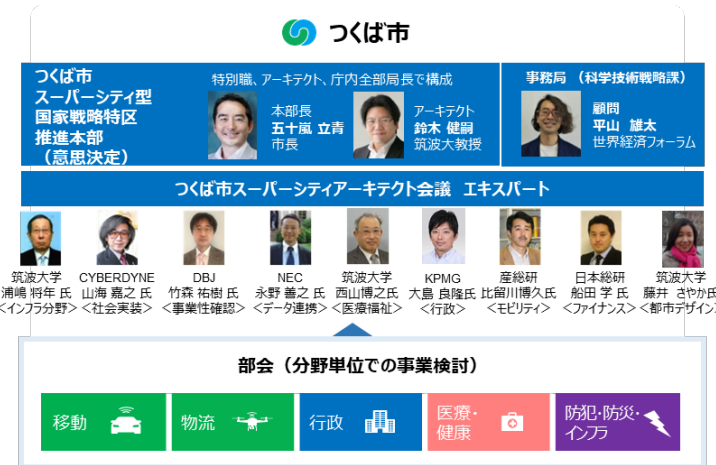 つくば市
つくば市
スーパーシティ型
国家戦略特区
推進本部
（意思決定）
特別職、アーキテクト、庁内全部局長で構成
本部長
五十嵐 立青
市長
アーキテクト
鈴木 健嗣
筑波大教授
事務局 （科学技術戦略課）
顧問
平山 雄太
世界経済フォーラム
つくば市スーパーシティアーキテクト会議 エキスパート
筑波大学
浦嶋 将年 氏
<インフラ分野>
CYBERDYNE
山海 嘉之 氏
<社会実装>
DBJ
竹森 祐樹 氏
<事業性確認>
NEC
永野 善之 氏
<データ連携>
筑波大学
西山博之 氏
<医療福祉>
KPMG
大島 良隆氏
<行政>
産総研
比留川博久氏
<モビリティ>
日本総研
船田 学 氏
<ファイナンス>
筑波大学
藤井 さやか氏
<都市デザイン>
部会（分野単位での事業検討）
移動
物流
行政
医療・
健康
防犯・防災・
インフラ